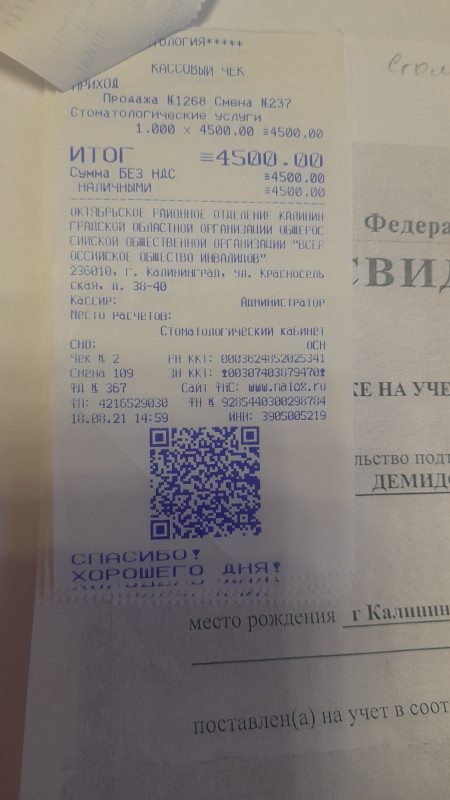 ТОЛОГИЯ*****
КАССОВЫЙ ЧЕК
ПРИХОД
Продажа №1268 Смена №237
Стоматологические услуги
1.000 × 4500.00 ≡4500.00
ИТОГ ≡4500.00
Сумма БЕЗ НДС ≡4500.00
НАЛИЧНЫМИ ≡4500.00
ОКТЯБРЬСКОЕ РАЙОННОЕ ОТДЕЛЕНИЕ КАЛИНИН
ГРАДСКОЙ ОБЛАСТНОЙ ОРГАНИЗАЦИИ ОБЩЕРОС
СИЙСКОЙ ОБЩЕСТВЕННОЙ ОРГАНИЗАЦИИ "ВСЕР
ОССИЙСКОЕ ОБЩЕСТВО ИНВАЛИДОВ"
236010, г. Калининград, ул. Красносель
ская, д. 38-40
Кассир: Администратор
Место расчетов:
Стоматологический кабинет
СНО: ОСН
Чек № 2 РН ККТ: 0003624852025341
Смена 109 ЗН ККТ: ⬆00307403879470⬆
ФД № 367 Сайт ФНС: www.nalog.ru
ФП: 4216529030 ФН № 9285440300298784
18.08.21 14:59 ИНН: 3905005219
СПАСИБО!
ХОРОШЕГО ДНЯ!
Стом
Федера
СВИД
КЕ НА УЧЕ
льство подт
ДЕМИДО
место рождения г Калинин
поставлен(а) на учет в соот